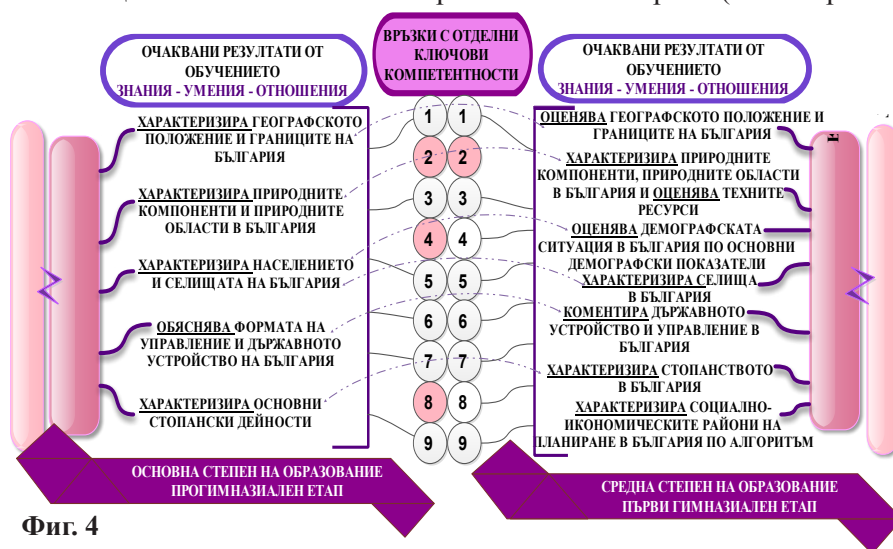 ВРЪЗКИ С ОТДЕЛНИ
КЛЮЧОВИ
КОМПЕТЕНТНОСТИ
ОЧАКВАНИ РЕЗУЛТАТИ ОТ
ОБУЧЕНИЕТО
ЗНАНИЯ - УМЕНИЯ - ОТНОШЕНИЯ
ХАРАКТЕРИЗИРА ГЕОГРАФСКОТО
ПОЛОЖЕНИЕ И ГРАНИЦИТЕ НА
БЪЛГАРИЯ
ХАРАКТЕРИЗИРА ПРИРОДНИТЕ
КОМПОНЕНТИ И ПРИРОДНИТЕ
ОБЛАСТИ В БЪЛГАРИЯ
ХАРАКТЕРИЗИРА НАСЕЛЕНИЕТО
И СЕЛИЩАТА НА БЪЛГАРИЯ
ОБЯСНЯВА ФОРМАТА НА
УПРАВЛЕНИЕ И ДЪРЖАВНОТО
УСТРОЙСТВО НА БЪЛГАРИЯ
ХАРАКТЕРИЗИРА ОСНОВНИ
СТОПАНСКИ ДЕЙНОСТИ
1 1
2 2
3 3
4 4
5 5
6 6
7 7
8 8
9 9
ОЧАКВАНИ РЕЗУЛТАТИ ОТ
ОБУЧЕНИЕТО
ЗНАНИЯ - УМЕНИЯ - ОТНОШЕНИЯ
ОЦЕНЯВА ГЕОГРАФСКОТО ПОЛОЖЕНИЕ И
ГРАНИЦИТЕ НА БЪЛГАРИЯ
ХАРАКТЕРИЗИРА ПРИРОДНИТЕ
КОМПОНЕНТИ, ПРИРОДНИТЕ ОБЛАСТИ
В БЪЛГАРИЯ И ОЦЕНЯВА ТЕХНИТЕ
РЕСУРСИ
ОЦЕНЯВА ДЕМОГРАФСКАТА
СИТУАЦИЯ В БЪЛГАРИЯ ПО ОСНОВНИ
ДЕМОГРАФСКИ ПОКАЗАТЕЛИ
ХАРАКТЕРИЗИРА СЕЛИЩА
В БЪЛГАРИЯ
КОМЕНТИРА ДЪРЖАВНОТО
УСТРОЙСТВО И УПРАВЛЕНИЕ В
БЪЛГАРИЯ
ХАРАКТЕРИЗИРА СТОПАНСТВОТО
В БЪЛГАРИЯ
ХАРАКТЕРИЗИРА СОЦИАЛНО-
ИКОНОМИЧЕСКИТЕ РАЙОНИ НА
ПЛАНИРАНЕ В БЪЛГАРИЯ ПО АЛГОРИТЪМ
ОСНОВНА СТЕПЕН НА ОБРАЗОВАНИЕ
ПРОГИМНАЗИАЛЕН ЕТАП
СРЕДНА СТЕПЕН НА ОБРАЗОВАНИЕ
ПЪРВИ ГИМНАЗИАЛЕН ЕТАП
Фиг. 4